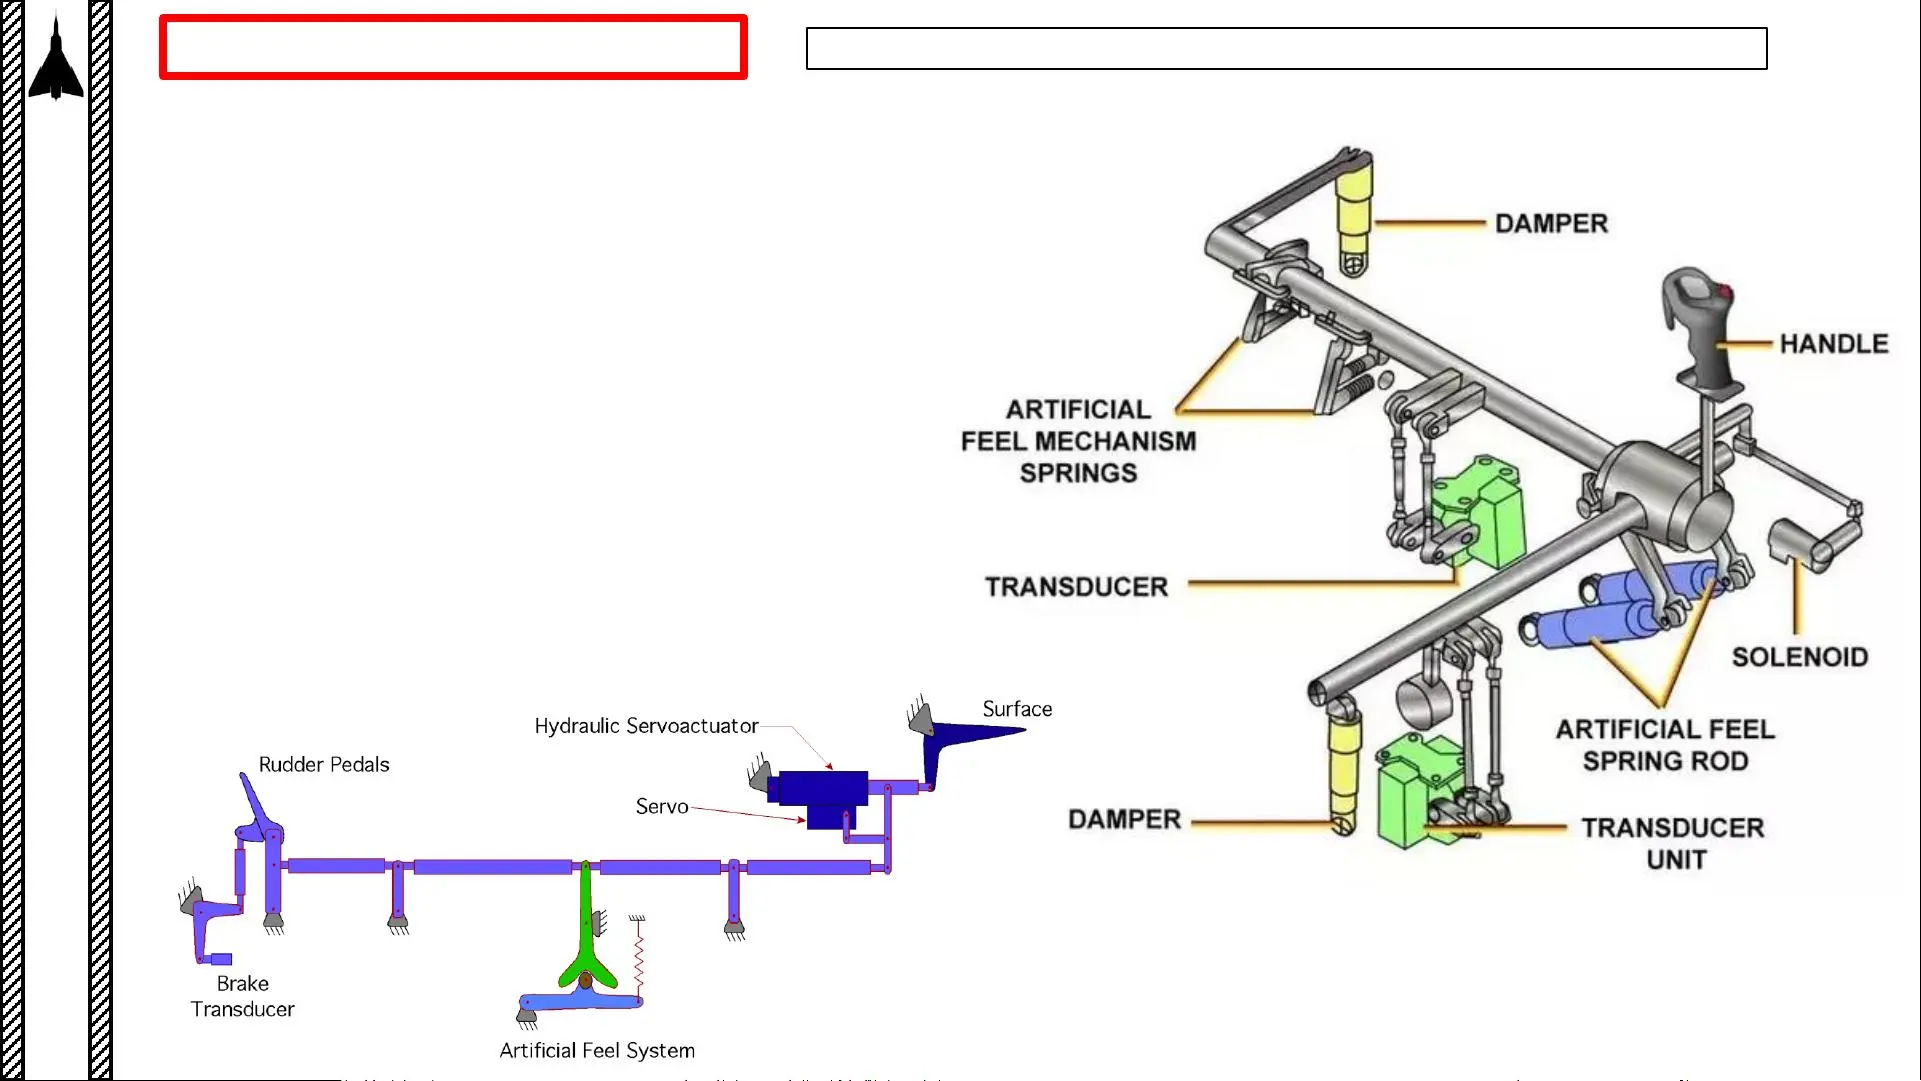 DAMPER
HANDLE
ARTIFICIAL
FEEL MECHANISM
SPRINGS
TRANSDUCER
SOLENOID
ARTIFICIAL FEEL
SPRING ROD
DAMPER
TRANSDUCER
UNIT
Surface
Hydraulic Servoactuator
Rudder Pedals
Servo
Brake
Transducer
Artificial Feel System